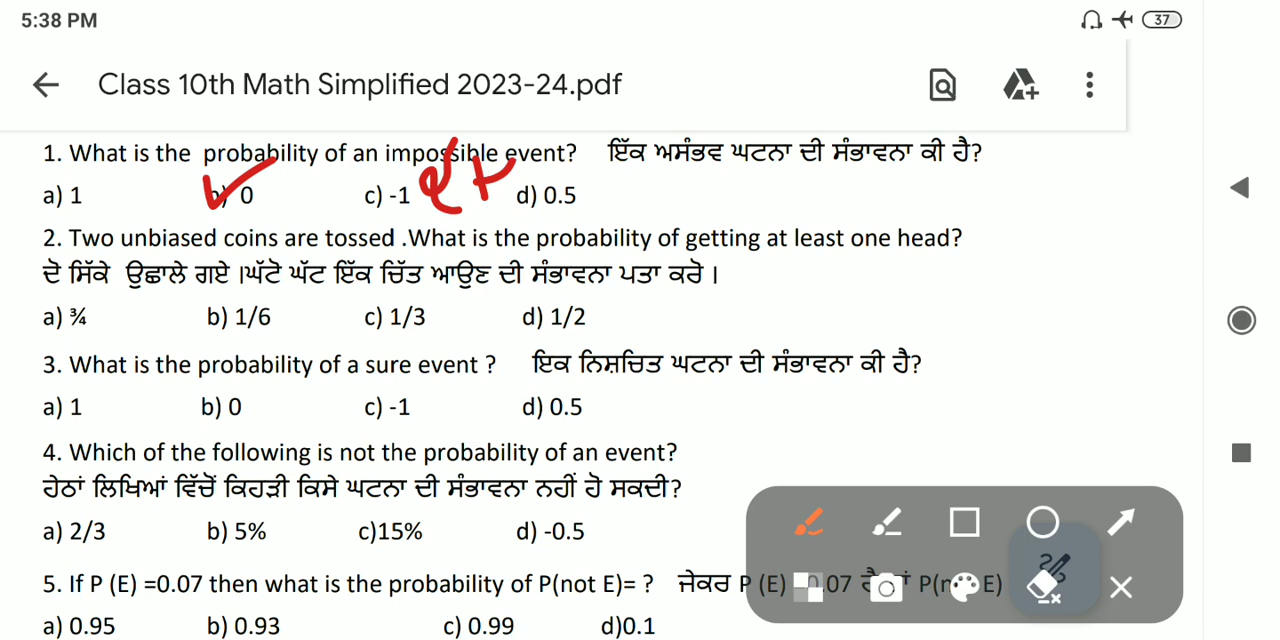 5:38 PM
37
Class 10th Math Simplified 2023-24.pdf
1. What is the probability of an impossible event? ਇੱਕ ਅਸੰਭਵ ਘਟਨਾ ਦੀ ਸੰਭਾਵਨਾ ਕੀ ਹੈ?
a) 1 b) 0 c) -1 d) 0.5
2. Two unbiased coins are tossed .What is the probability of getting at least one head?
ਦੋ ਸਿੱਕੇ ਉਛਾਲੇ ਗਏ ।ਘੱਟੋ ਘੱਟ ਇੱਕ ਚਿੱਤ ਆਉਣ ਦੀ ਸੰਭਾਵਨਾ ਪਤਾ ਕਰੋ ।
a) ¾ b) 1/6 c) 1/3 d) 1/2
3. What is the probability of a sure event ? ਇਕ ਨਿਸ਼ਚਿਤ ਘਟਨਾ ਦੀ ਸੰਭਾਵਨਾ ਕੀ ਹੈ?
a) 1 b) 0 c) -1 d) 0.5
4. Which of the following is not the probability of an event?
ਹੇਠਾਂ ਲਿਖਿਆਂ ਵਿੱਚੋਂ ਕਿਹੜੀ ਕਿਸੇ ਘਟਨਾ ਦੀ ਸੰਭਾਵਨਾ ਨਹੀਂ ਹੋ ਸਕਦੀ?
a) 2/3 b) 5% c)15% d) -0.5
5. If P (E) =0.07 then what is the probability of P(not E)= ? ਜੇਕਰ P (E) 0.07 E)
a) 0.95 b) 0.93 c) 0.99 d)0.1